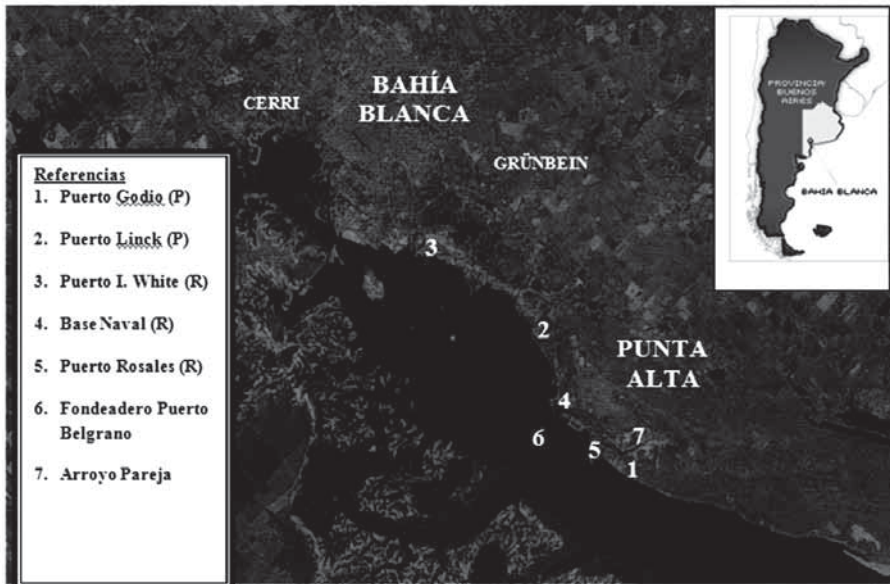 CERRI
BAHÍA
BLANCA
GRÜNBEIN
PUNTA
ALTA
3
2
4
6
5
7
1
Referencias
1. Puerto Godio (P)
2. Puerto Linck (P)
3. Puerto I. White (R)
4. Base Naval (R)
5. Puerto Rosales (R)
6. Fondeadero Puerto
Belgrano
7. Arroyo Pareja
PROVINCIA
BUENOS
AIRES
BAHIA BLANCA